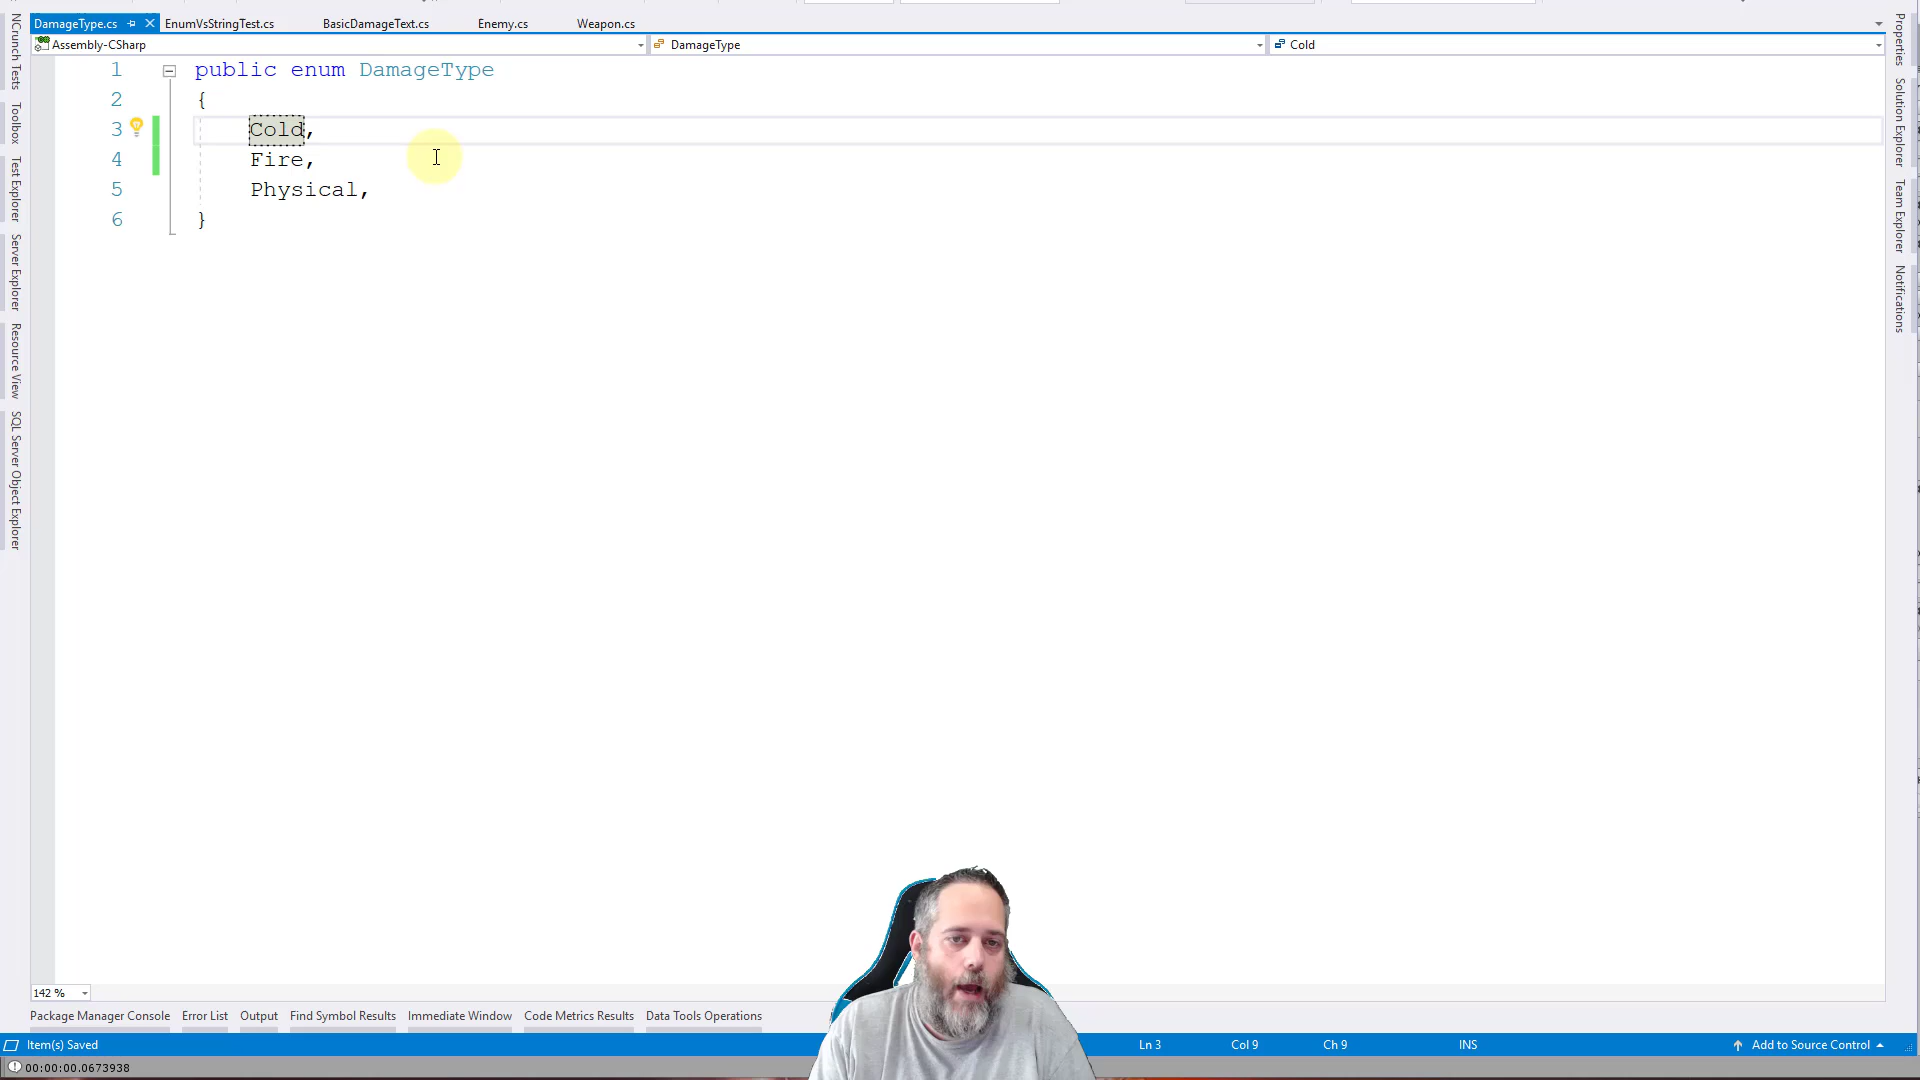 DamageType.cs
EnumVsStringTest.cs
BasicDamageText.cs
Enemy.cs
Weapon.cs
Assembly-CSharp
DamageType
Cold
1 public enum DamageType
2 {
3 Cold,
4 Fire,
5 Physical,
6 }
NCrunch Tests
Toolbox
Test Explorer
Server Explorer
Resource View
SQL Server Object Explorer
Properties
Solution Explorer
Team Explorer
Notifications
142 %
Package Manager Console Error List Output Find Symbol Results Immediate Window Code Metrics Results Data Tools Operations
Item(s) Saved Ln 3 Col 9 Ch 9 INS Add to Source Control
00:00:00.0673938